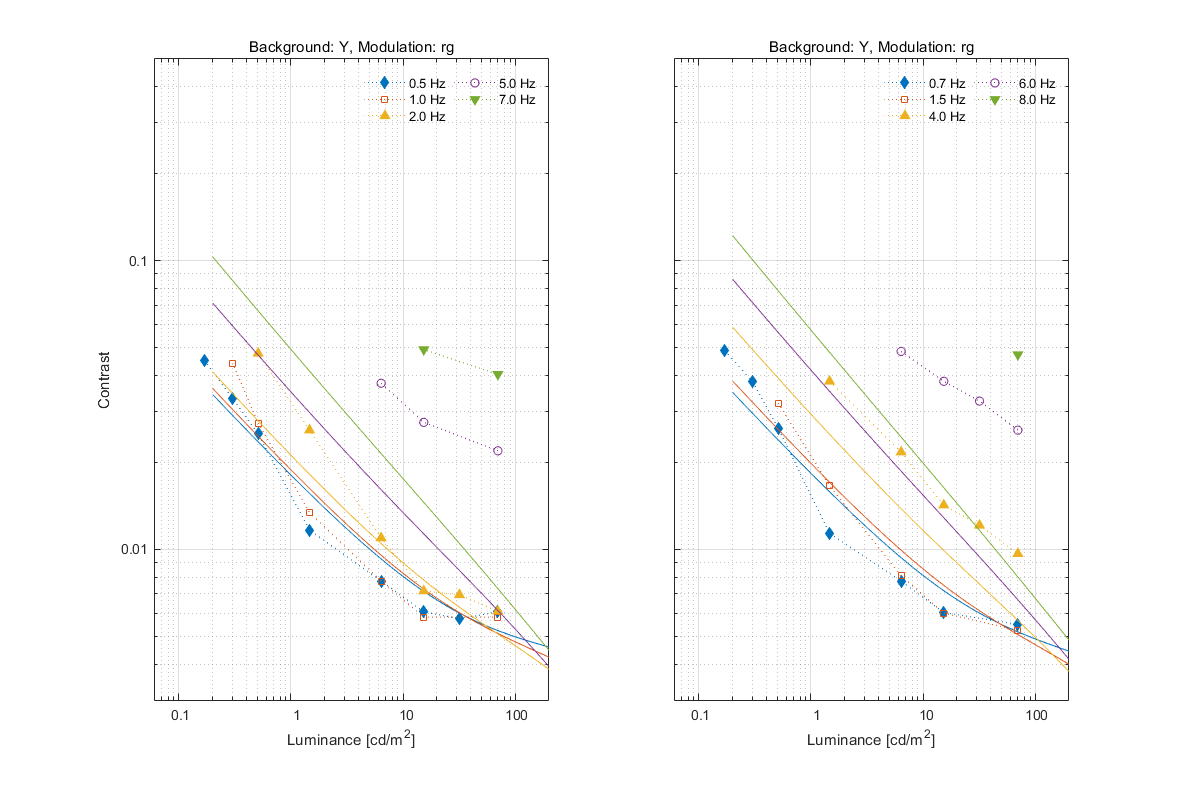 Background: Y, Modulation: rg
0.5 Hz
1.0 Hz
2.0 Hz
5.0 Hz
7.0 Hz
0.1
0.01
Contrast
0.1
1
10
100
Luminance [cd/m²]
Background: Y, Modulation: rg
0.7 Hz
1.5 Hz
4.0 Hz
6.0 Hz
8.0 Hz
0.1
1
10
100
Luminance [cd/m²]